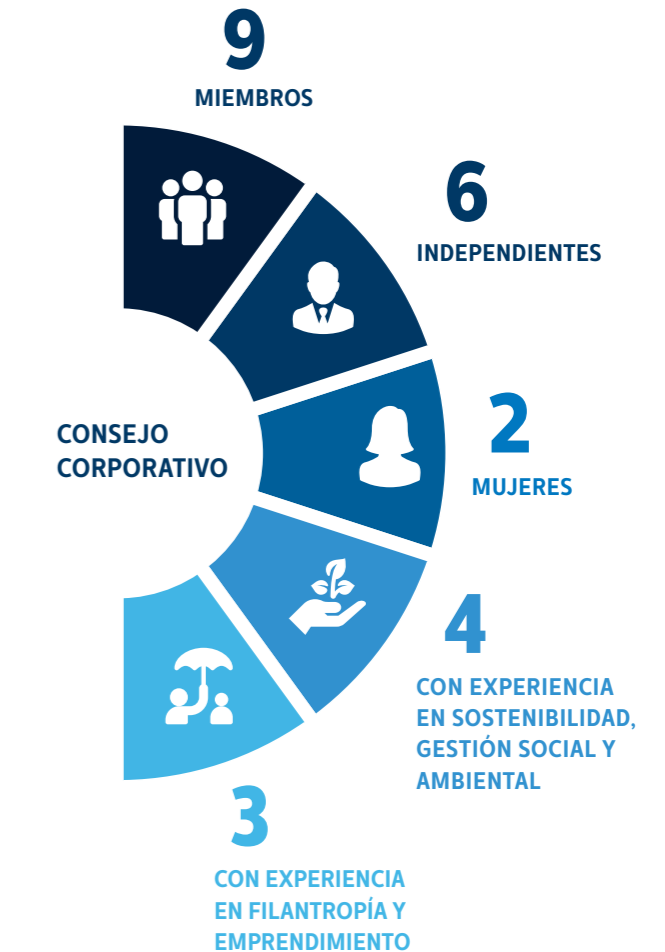 9
MIEMBROS
6
INDEPENDIENTES
CONSEJO
CORPORATIVO
2
MUJERES
4
CON EXPERIENCIA
EN SOSTENIBILIDAD,
GESTIÓN SOCIAL Y
AMBIENTAL
3
CON EXPERIENCIA
EN FILANTROPÍA Y
EMPRENDIMIENTO